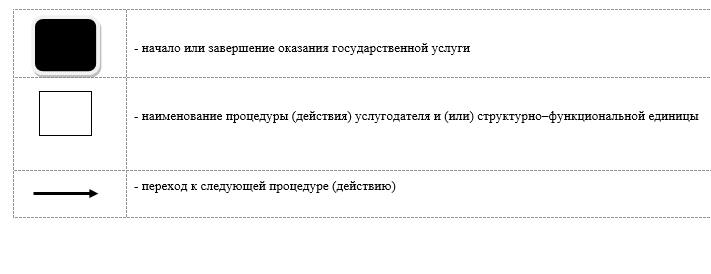 - начало или завершение оказания государственной услуги
- наименование процедуры (действия) услугодателя и (или) структурно–функциональной единицы
- переход к следующей процедуре (действию)